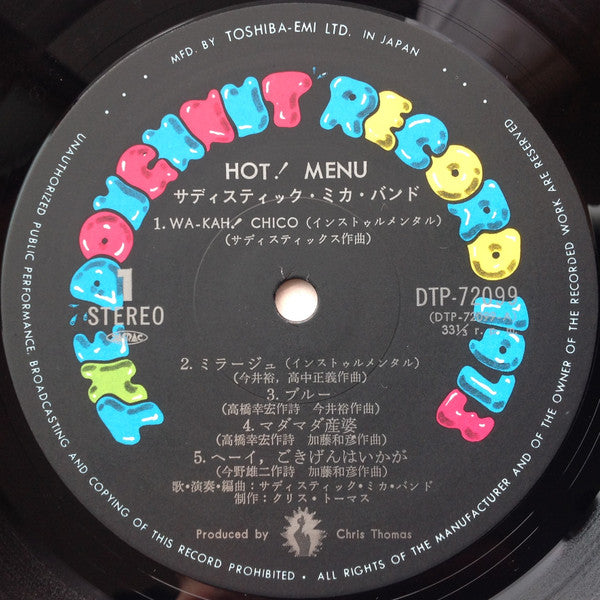 MFD. BY TOSHIBA-EMI LTD. IN JAPAN
DOUGHNUT RECORD 1975
HOT! MENU
サディスティック・ミカ・バンド
1. WA-KAH! CHICO (インストゥルメンタル)
(サディスティックス作曲)
1
STEREO
JASRAC
DTP-72099
33⅓ r.
2. ミラージュ (インストゥルメンタル)
(今井裕, 高中正義作曲)
3. ブルー
(高橋幸宏作詩 今井裕作曲)
4. マダマダ産婆
(高橋幸宏作詩 加藤和彦作曲)
5. ヘーイ, ごきげんはいかが
(今野雄二作詩 加藤和彦作曲)
歌・演奏・編曲:サディスティック・ミカ・バンド
制作:クリス・トーマス
Produced by Chris Thomas
UNAUTHORIZED PUBLIC PERFORMANCE BROADCASTING AND COPYING OF THIS RECORD PROHIBITED • ALL RIGHTS OF THE MANUFACTURER AND OF THE OWNER OF THE RECORDED WORK ARE RESERVED